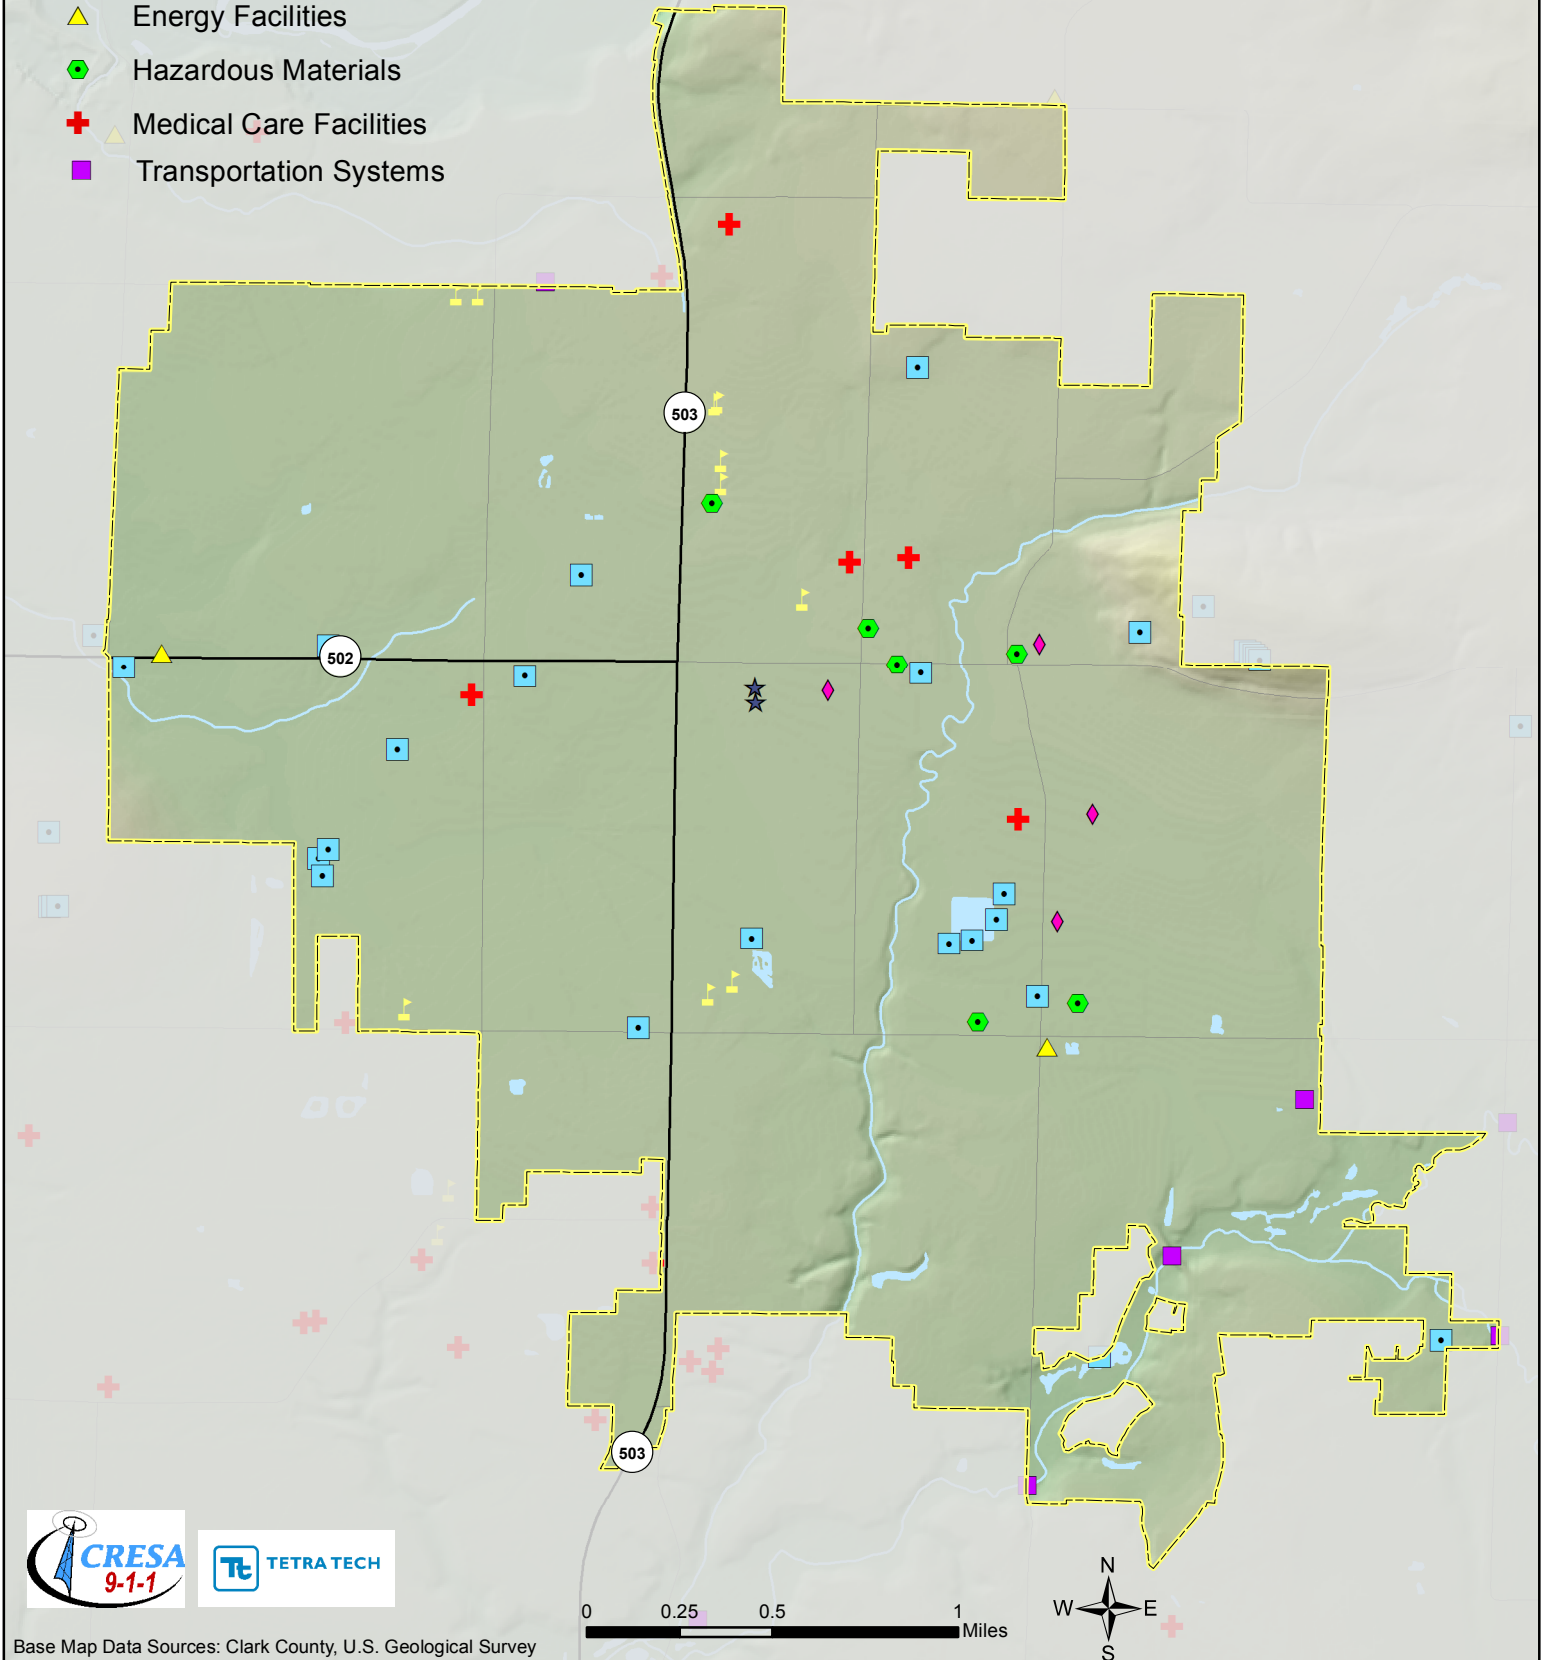 Energy Facilities
Hazardous Materials
Medical Care Facilities
Transportation Systems
503
502
503
CRESA
9-1-1
Tt
TETRA TECH
0 0.25 0.5 1
Miles
N
W E
S
Base Map Data Sources: Clark County, U.S. Geological Survey